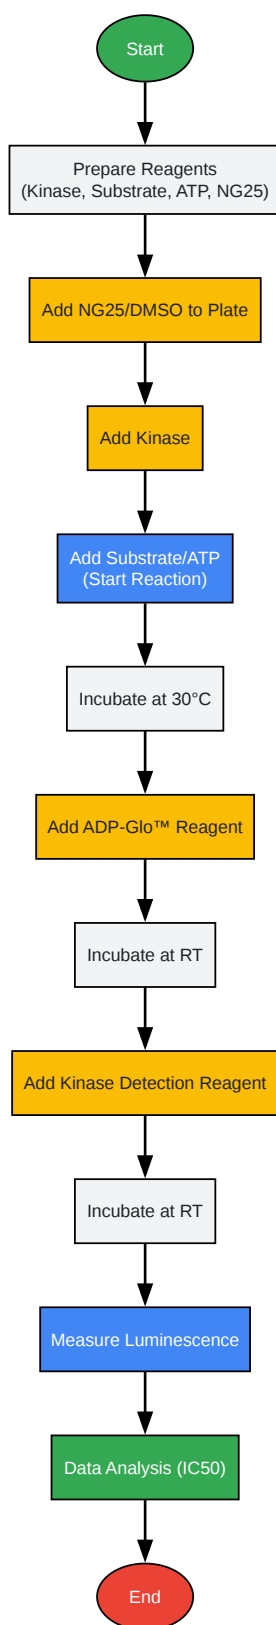 Start
Prepare Reagents
(Kinase, Substrate, ATP, NG25)
Add NG25/DMSO to Plate
Add Kinase
Add Substrate/ATP
(Start Reaction)
Incubate at 30°C
Add ADP-Glo™ Reagent
Incubate at RT
Add Kinase Detection Reagent
Incubate at RT
Measure Luminescence
Data Analysis (IC50)
End